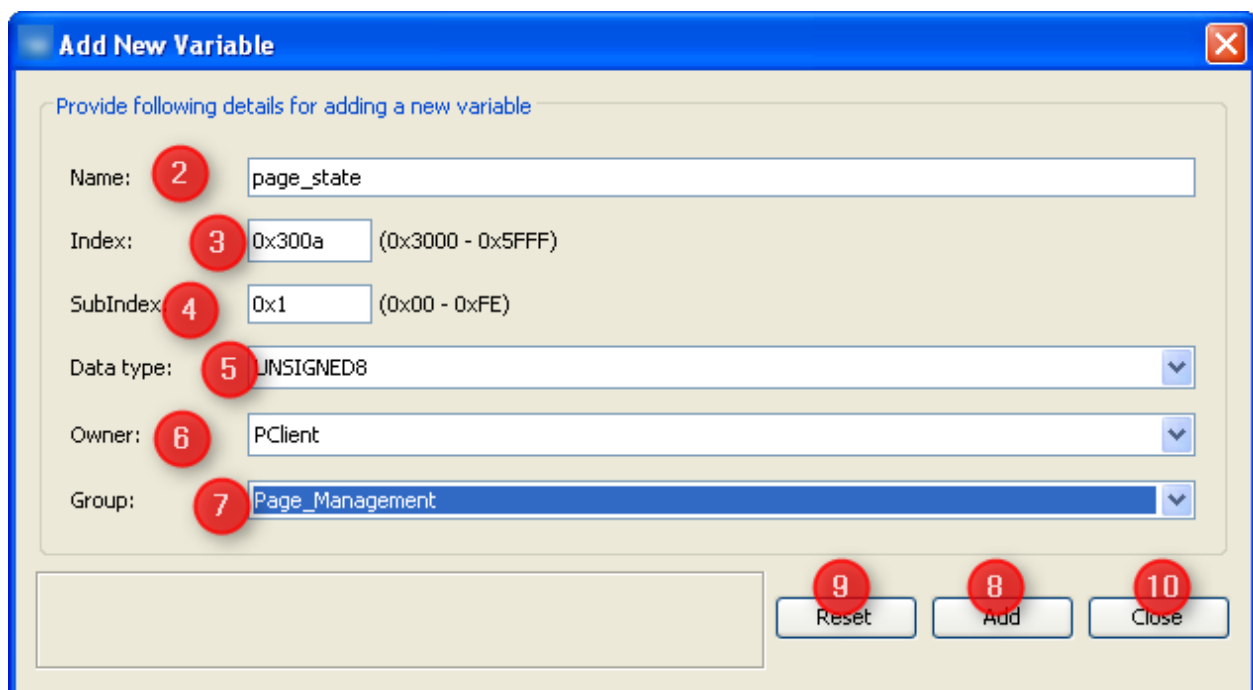 Add New Variable
Provide following details for adding a new variable
Name: 2 page_state
Index: 3 0x300a (0x3000 - 0x5FFF)
SubIndex 4 0x1 (0x00 - 0xFE)
Data type: 5 UNSIGNED8
Owner: 6 PClient
Group: 7 Page_Management
9 8 10
Reset Add Close